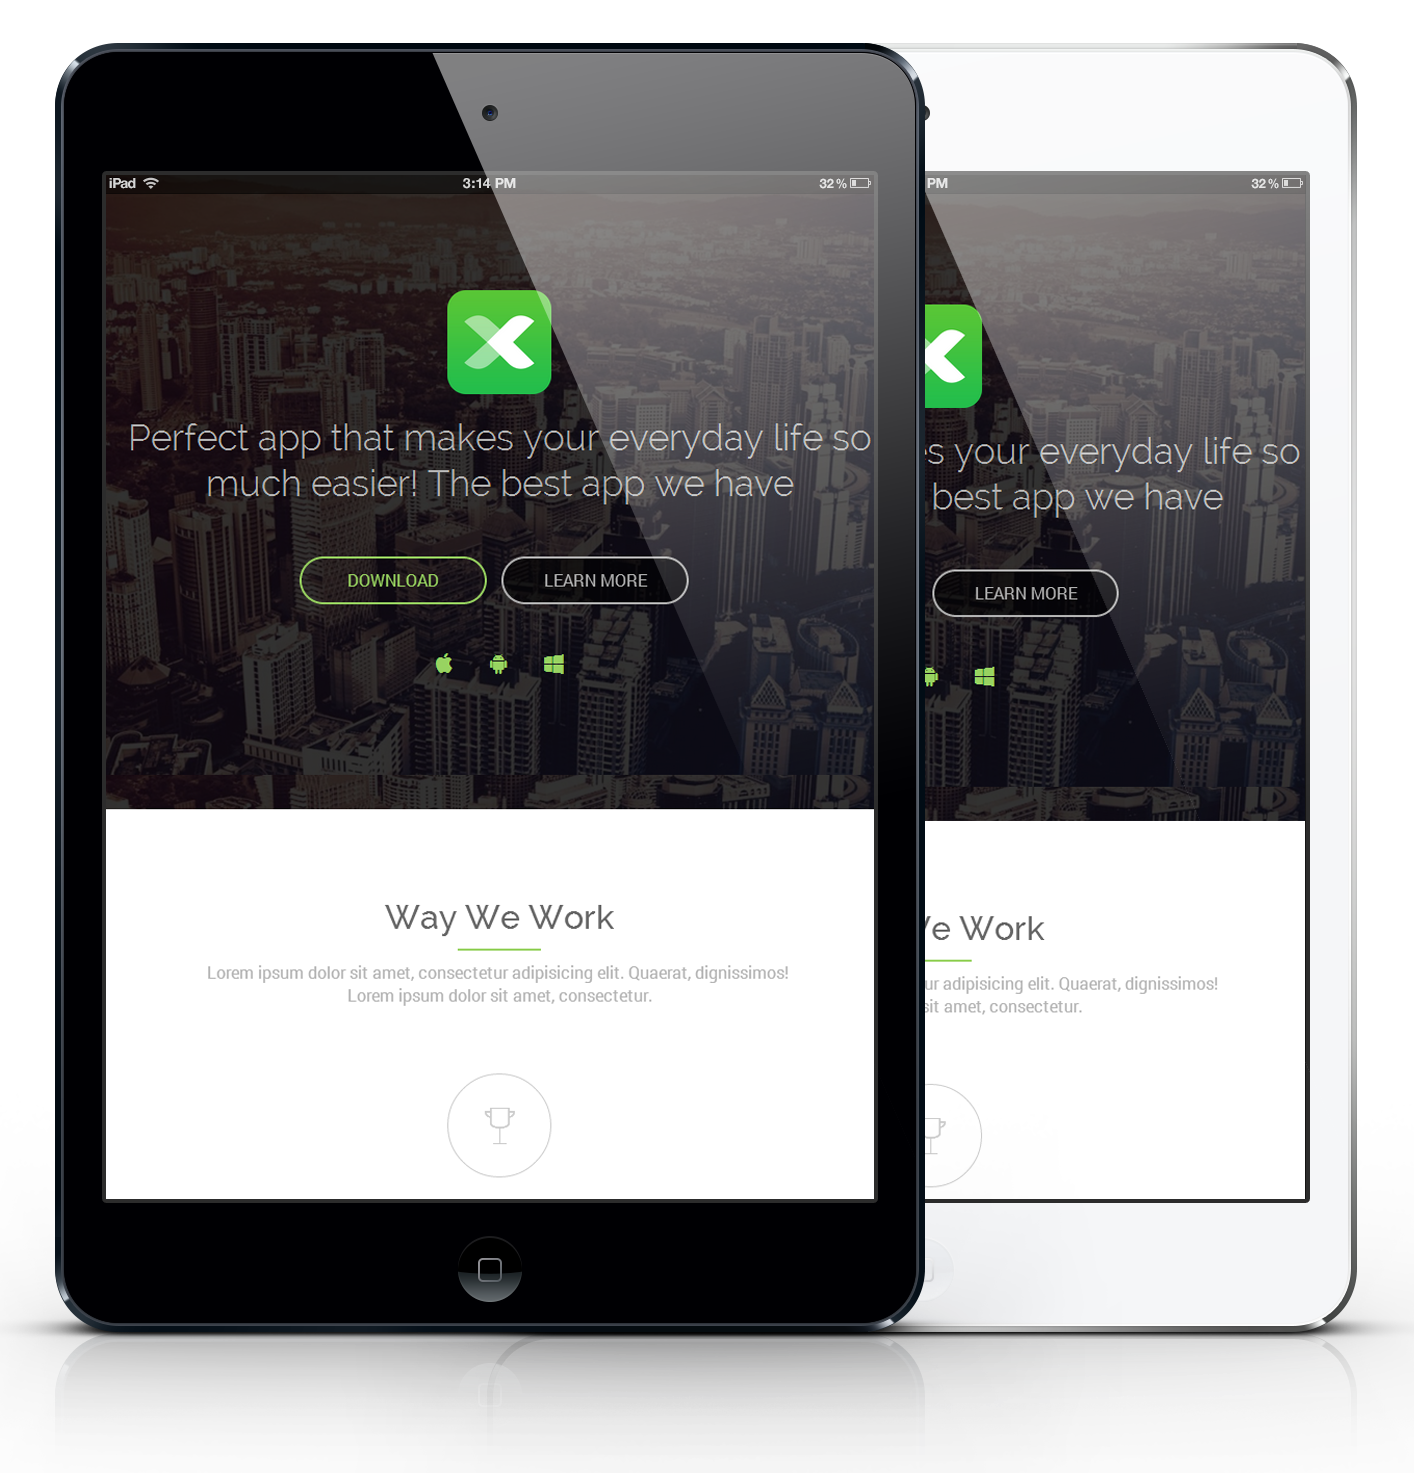 iPad 3:14 PM 32 %
Perfect app that makes your everyday life so
much easier! The best app we have
DOWNLOAD LEARN MORE
Way We Work
Lorem ipsum dolor sit amet, consectetur adipisicing elit. Quaerat, dignissimos!
Lorem ipsum dolor sit amet, consectetur.
PM 32 %
es your everyday life so
best app we have
LEARN MORE
We Work
ur adipisicing elit. Quaerat, dignissimos!
sit amet, consectetur.